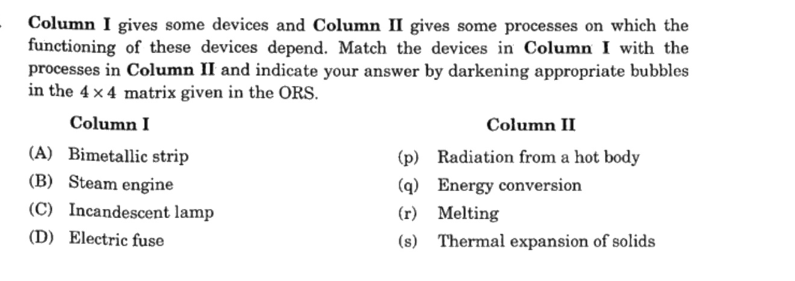 Column I gives some devices and Column II gives some processes on which the
functioning of these devices depend. Match the devices in Column I with the
processes in Column II and indicate your answer by darkening appropriate bubbles
in the 4 × 4 matrix given in the ORS.
Column I Column II
(A) Bimetallic strip (p) Radiation from a hot body
(B) Steam engine (q) Energy conversion
(C) Incandescent lamp (r) Melting
(D) Electric fuse (s) Thermal expansion of solids